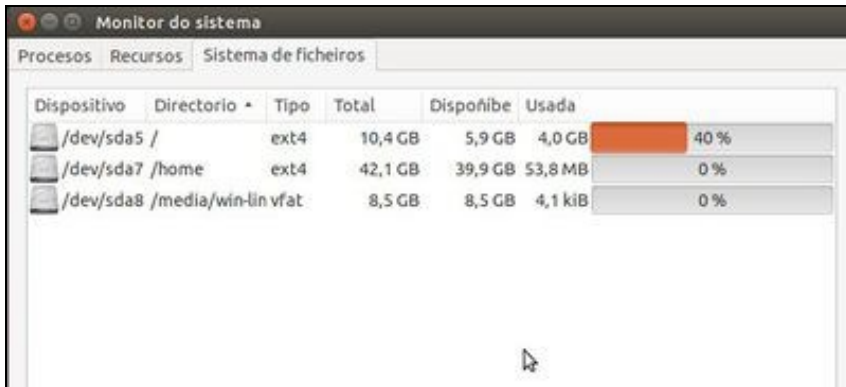 Monitor do sistema
Procesos Recursos Sistema de ficheiros
Dispositivo Directorio Tipo Total Dispoñibe Usada
/dev/sda5 / ext4 10,4 GB 5,9 GB 4,0 GB 40 %
/dev/sda7 /home ext4 42,1 GB 39,9 GB 53,8 MB 0 %
/dev/sda8 /media/win-lin vfat 8,5 GB 8,5 GB 4,1 kiB 0 %